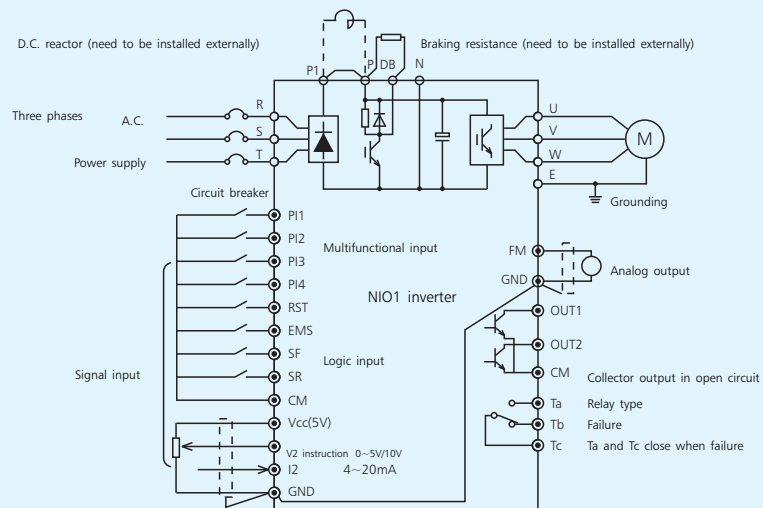 D.C. reactor (need to be installed externally)
Braking resistance (need to be installed externally)
P1
P
DB
N
Three phases
A.C.
Power supply
R
S
T
U
V
W
E
M
Circuit breaker
Grounding
PI1
PI2
PI3
PI4
RST
EMS
SF
SR
CM
Multifunctional input
NIO1 inverter
Logic input
Signal input
FM
GND
Analog output
OUT1
OUT2
CM
Collector output in open circuit
Ta
Relay type
Tb
Failure
Tc
Ta and Tc close when failure
Vcc(5V)
V2 instruction 0~5V/10V
I2
4~20mA
GND